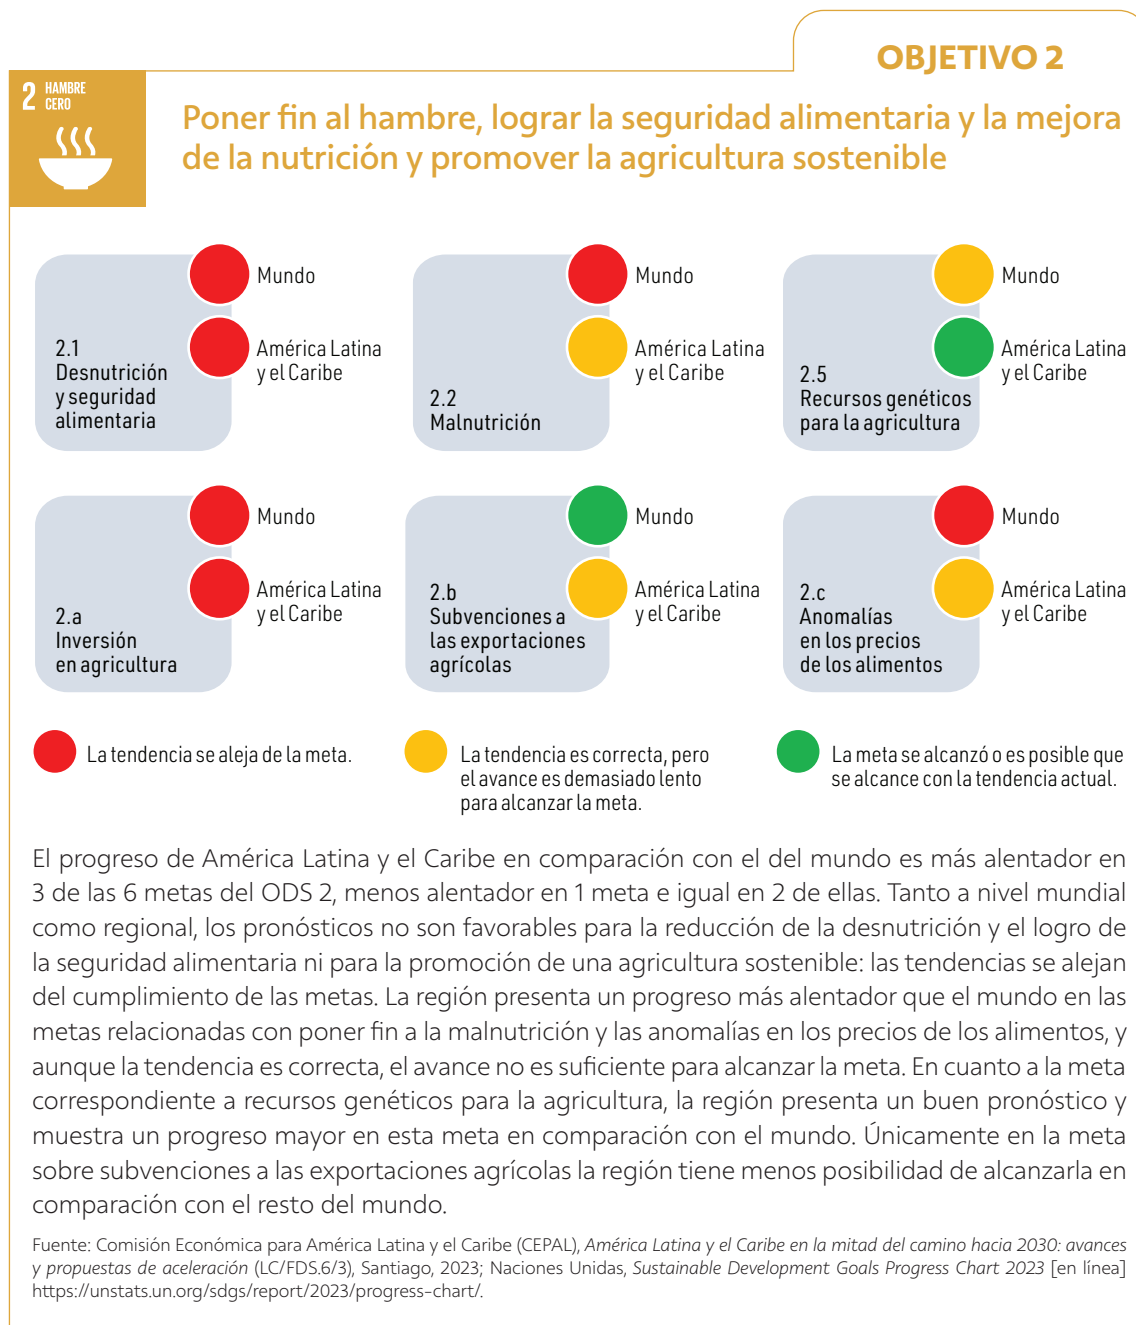 OBJETIVO 2
2 HAMBRE
CERO
Poner fin al hambre, lograr la seguridad alimentaria y la mejora
de la nutrición y promover la agricultura sostenible
Mundo
América Latina
y el Caribe
2.1
Desnutrición
y seguridad
alimentaria
Mundo
América Latina
y el Caribe
2.2
Malnutrición
Mundo
América Latina
y el Caribe
2.5
Recursos genéticos
para la agricultura
Mundo
América Latina
y el Caribe
2.a
Inversión
en agricultura
Mundo
América Latina
y el Caribe
2.b
Subvenciones a
las exportaciones
agrícolas
Mundo
América Latina
y el Caribe
2.c
Anomalías
en los precios
de los alimentos
La tendencia se aleja de la meta.
La tendencia es correcta, pero
el avance es demasiado lento
para alcanzar la meta.
La meta se alcanzó o es posible que
se alcance con la tendencia actual.
El progreso de América Latina y el Caribe en comparación con el del mundo es más alentador en
3 de las 6 metas del ODS 2, menos alentador en 1 meta e igual en 2 de ellas. Tanto a nivel mundial
como regional, los pronósticos no son favorables para la reducción de la desnutrición y el logro de
la seguridad alimentaria ni para la promoción de una agricultura sostenible: las tendencias se alejan
del cumplimiento de las metas. La región presenta un progreso más alentador que el mundo en las
metas relacionadas con poner fin a la malnutrición y las anomalías en los precios de los alimentos, y
aunque la tendencia es correcta, el avance no es suficiente para alcanzar la meta. En cuanto a la meta
correspondiente a recursos genéticos para la agricultura, la región presenta un buen pronóstico y
muestra un progreso mayor en esta meta en comparación con el mundo. Únicamente en la meta
sobre subvenciones a las exportaciones agrícolas la región tiene menos posibilidad de alcanzarla en
comparación con el resto del mundo.
Fuente: Comisión Económica para América Latina y el Caribe (CEPAL), América Latina y el Caribe en la mitad del camino hacia 2030: avances
y propuestas de aceleración (LC/FDS.6/3), Santiago, 2023; Naciones Unidas, Sustainable Development Goals Progress Chart 2023 [en línea]
https://unstats.un.org/sdgs/report/2023/progress-chart/.